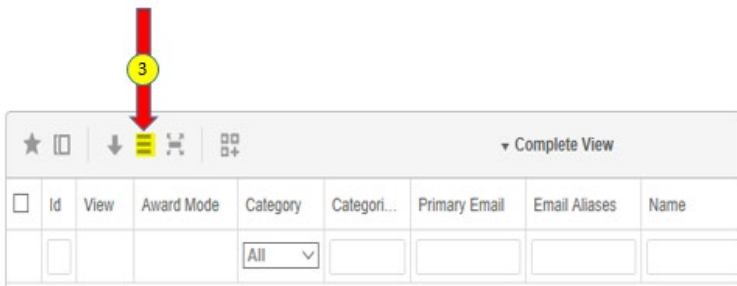 3
▾ Complete View
Id View Award Mode Category Categori... Primary Email Email Aliases Name
All